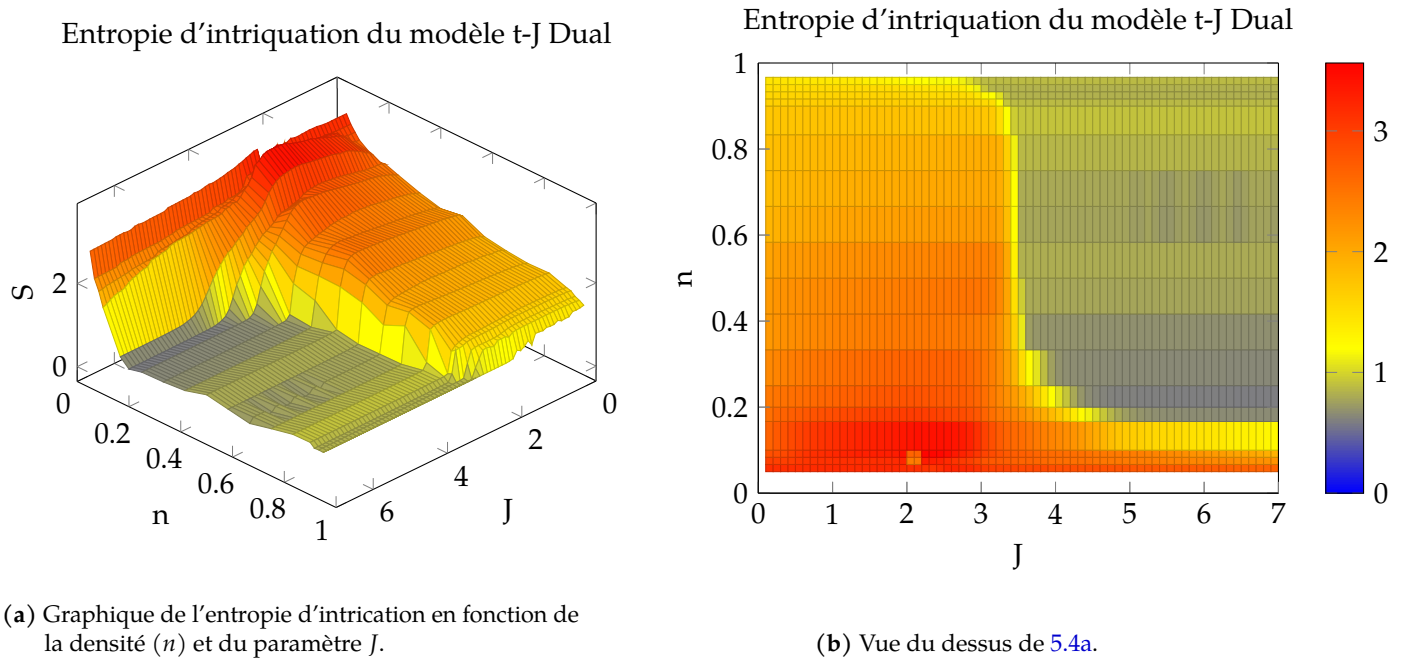 Entropie d'intriquation du modèle t-J Dual
S
2
0
0
0.2
0.4
0.6
0.8
1
n
6
4
2
0
J
(a) Graphique de l'entropie d'intrication en fonction de
la densité (n) et du paramètre J.
Entropie d'intriquation du modèle t-J Dual
1
0.8
0.6
0.4
0.2
0
n
0 1 2 3 4 5 6 7
J
3
2
1
0
(b) Vue du dessus de 5.4a.